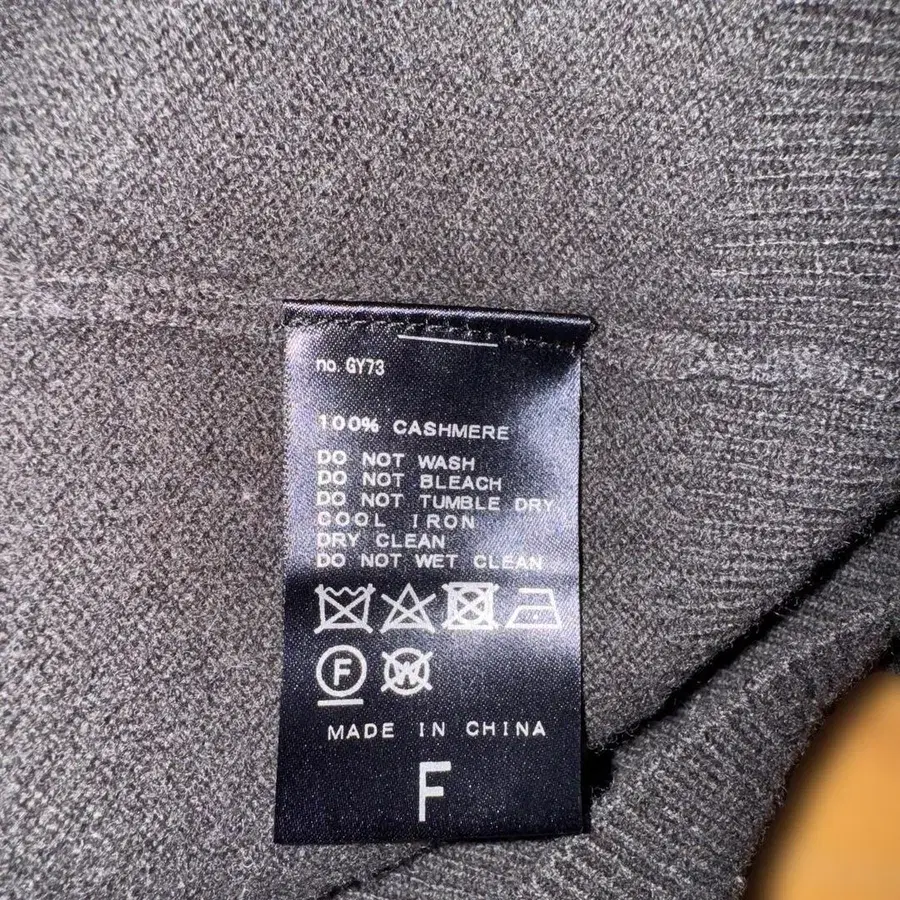 no. GY73
100% CASHMERE
DO NOT WASH
DO NOT BLEACH
DO NOT TUMBLE DRY
COOL IRON
DRY CLEAN
DO NOT WET CLEAN
F W
MADE IN CHINA
F